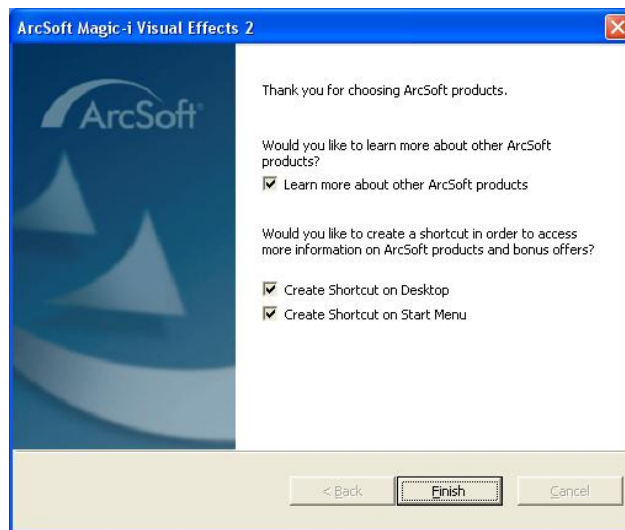 ArcSoft Magic-i Visual Effects 2
ArcSoft®
Thank you for choosing ArcSoft products.
Would you like to learn more about other ArcSoft
products?
Learn more about other ArcSoft products
Would you like to create a shortcut in order to access
more information on ArcSoft products and bonus offers?
Create Shortcut on Desktop
Create Shortcut on Start Menu
< Back
Finish
Cancel